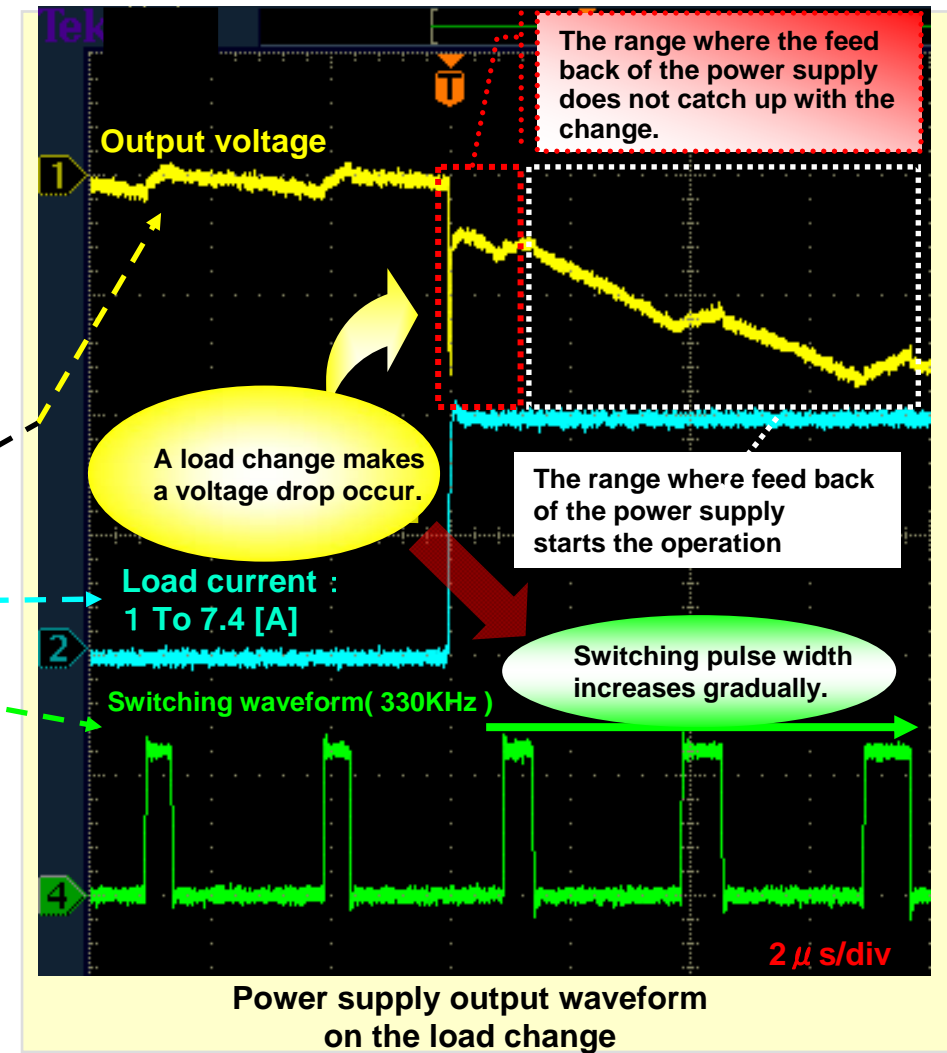 Tek
The range where the feed
back of the power supply
does not catch up with the
change.
T
Output voltage
1
A load change makes
a voltage drop occur.
The range where feed back
of the power supply
starts the operation
Load current：
１To 7.4 [A]
2
Switching pulse width
increases gradually.
Switching waveform( 330KHz )
4
2μs/div
Power supply output waveform
on the load change